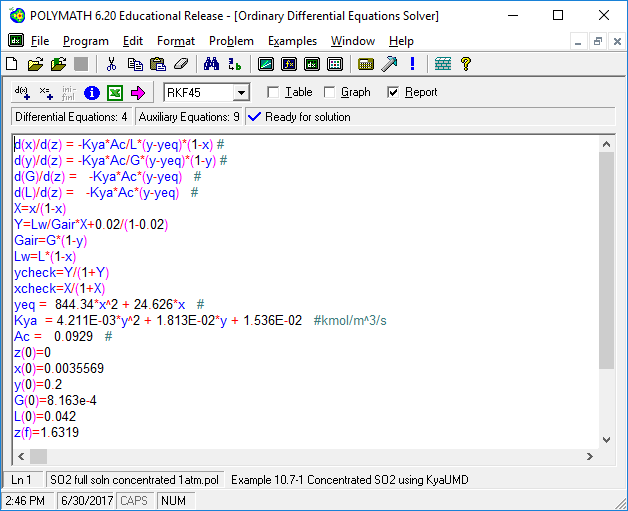 POLYMATH 6.20 Educational Release - [Ordinary Differential Equations Solver]
File Program Edit Format Problem Examples Window Help
d(x) x= ini- fin! RKF45 Table Graph Report
Differential Equations: 4 Auxiliary Equations: 9 Ready for solution
d(x)/d(z) = -Kya*Ac/L*(y-yeq)*(1-x) #
d(y)/d(z) = -Kya*Ac/G*(y-yeq)*(1-y) #
d(G)/d(z) = -Kya*Ac*(y-yeq) #
d(L)/d(z) = -Kya*Ac*(y-yeq) #
X=x/(1-x)
Y=Lw/Gair*X+0.02/(1-0.02)
Gair=G*(1-y)
Lw=L*(1-x)
ycheck=Y/(1+Y)
xcheck=X/(1+X)
yeq = 844.34*x^2 + 24.626*x #
Kya = 4.211E-03*y^2 + 1.813E-02*y + 1.536E-02 #kmol/m^3/s
Ac = 0.0929 #
z(0)=0
x(0)=0.0035569
y(0)=0.2
G(0)=8.163e-4
L(0)=0.042
z(f)=1.6319
Ln 1 SO2 full soln concentrated 1atm.pol Example 10.7-1 Concentrated SO2 using KyaUMD
2:46 PM 6/30/2017 CAPS NUM